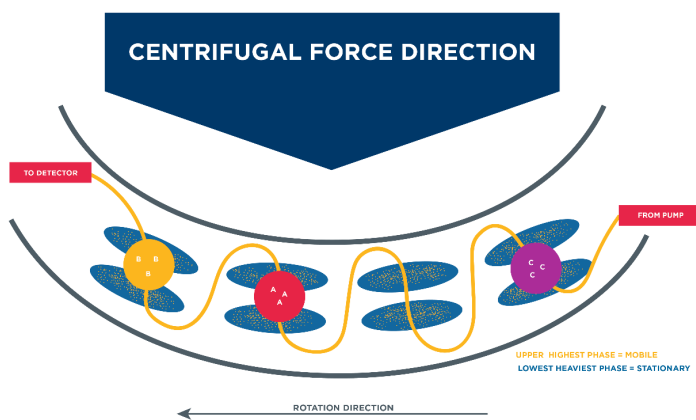 CENTRIFUGAL FORCE DIRECTION
TO DETECTOR
FROM PUMP
B B
B
A A
A
C C
C
UPPER HIGHEST PHASE = MOBILE
LOWEST HEAVIEST PHASE = STATIONARY
ROTATION DIRECTION